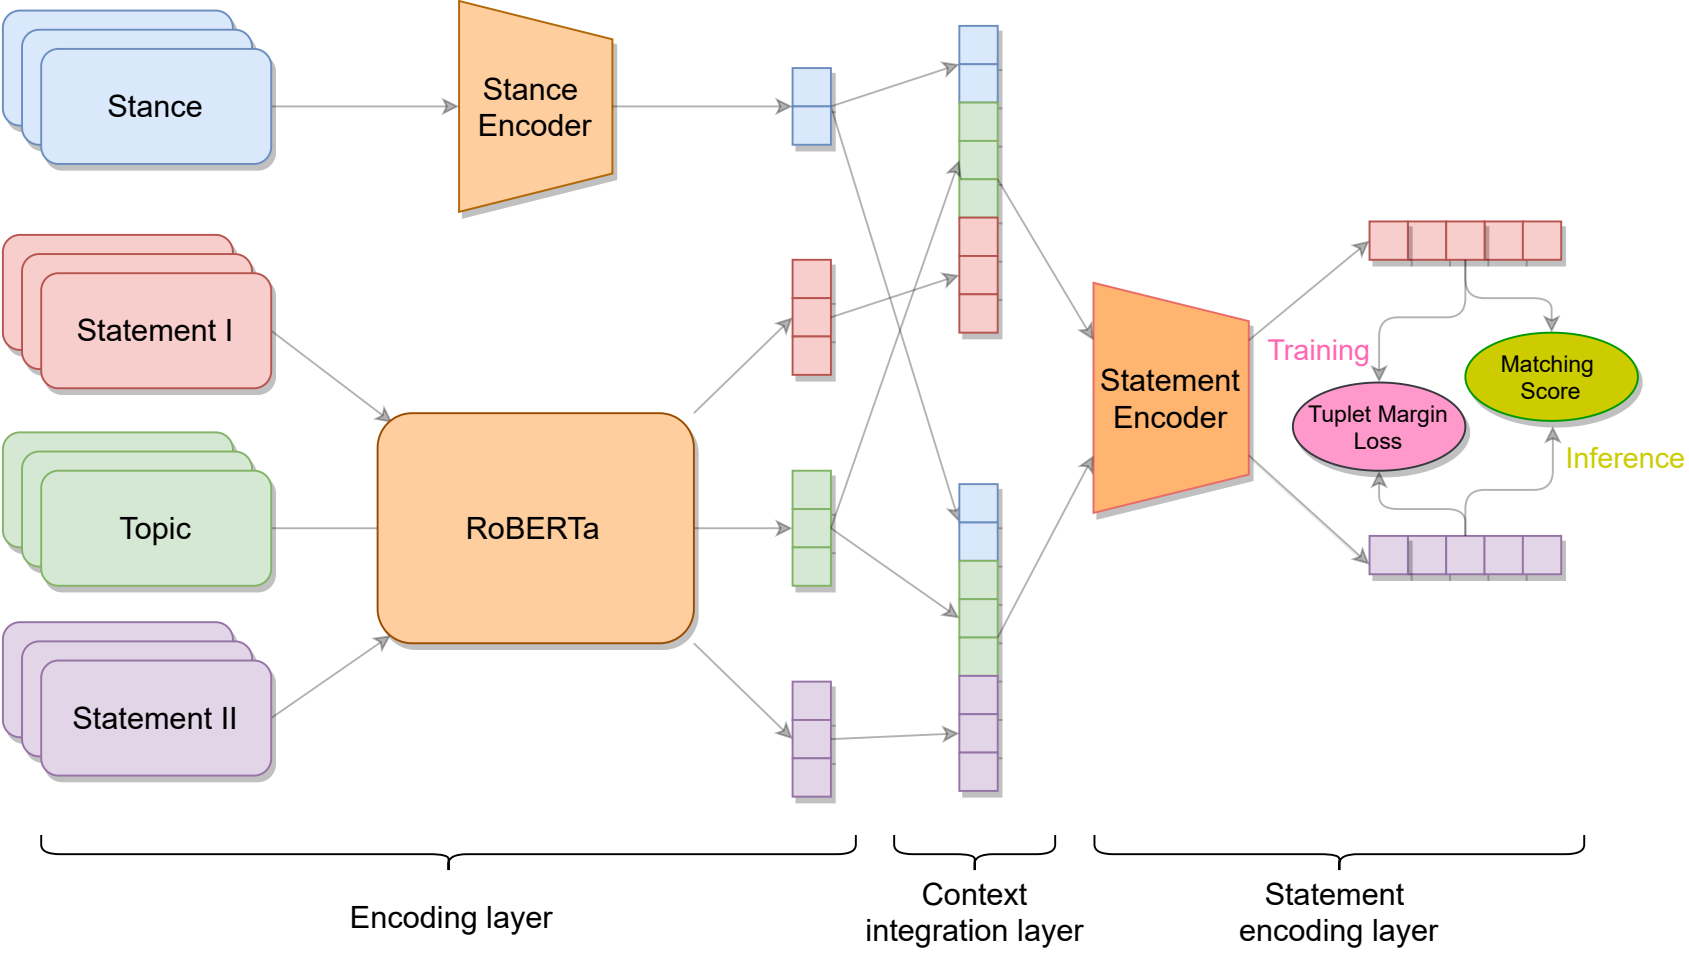 Stance
Stance
Encoder
Statement I
Training
Matching
Score
Statement
Encoder
Tuplet Margin
Loss
Inference
Topic
RoBERTa
Statement II
Encoding layer
Context
integration layer
Statement
encoding layer